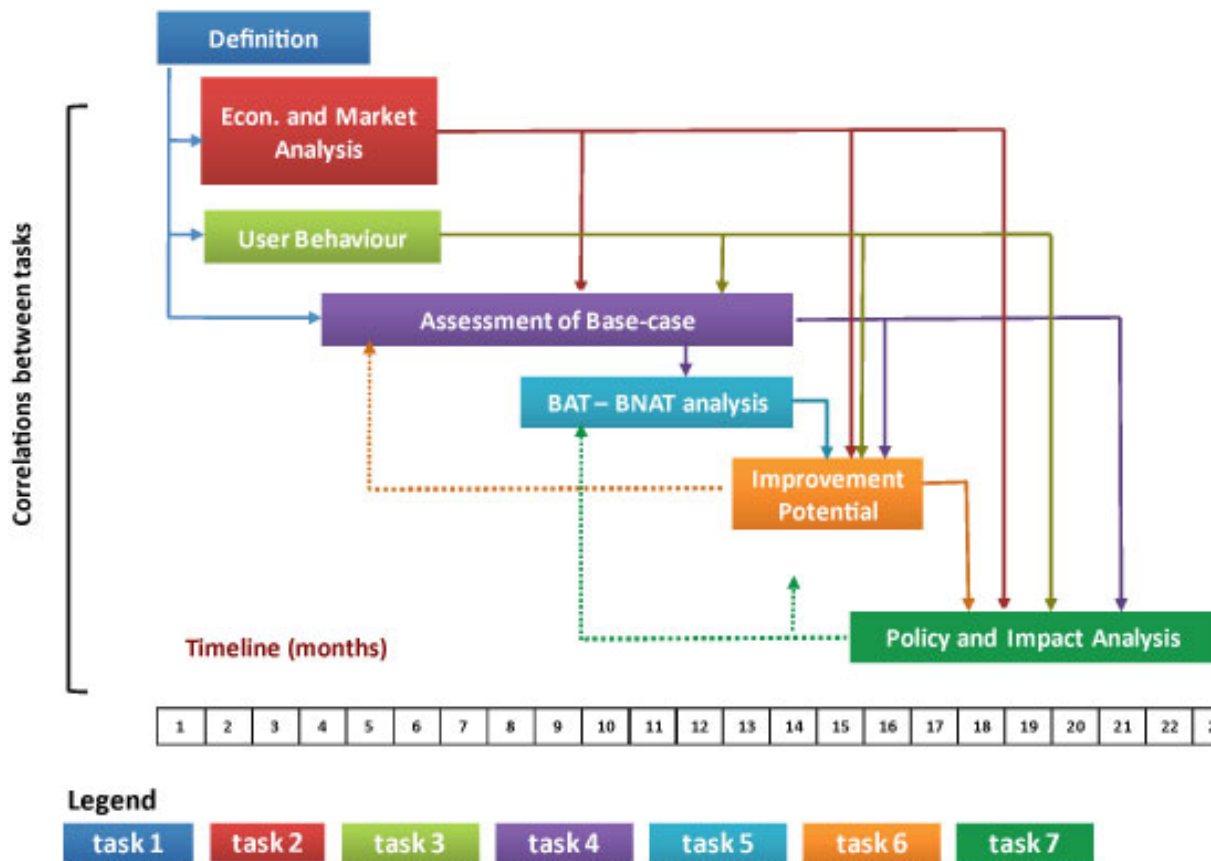 Definition
Econ. and Market
Analysis
User Behaviour
Assessment of Base-case
BAT – BNAT analysis
Improvement
Potential
Policy and Impact Analysis
Correlations between tasks
Timeline (months)
1 2 3 4 5 6 7 8 9 10 11 12 13 14 15 16 17 18 19 20 21 22
Legend
task 1 task 2 task 3 task 4 task 5 task 6 task 7